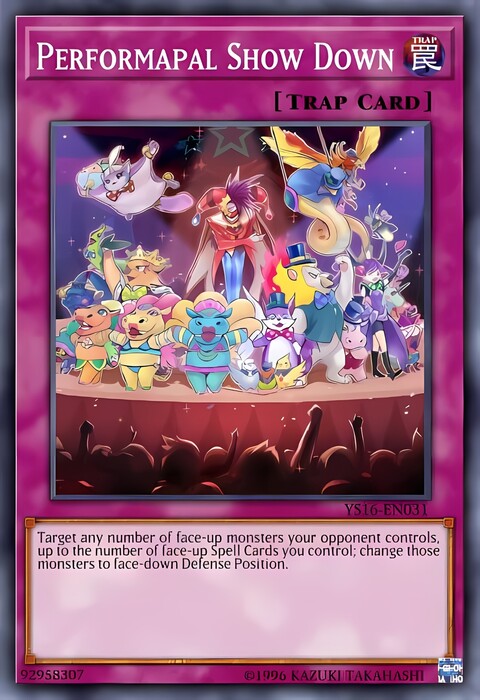 PERFORMAPAL SHOW DOWN
TRAP
罠
[TRAP CARD]
YS16-EN031
Target any number of face-up monsters your opponent controls,
up to the number of face-up Spell Cards you control; change those
monsters to face-down Defense Position.
92958307
©1996 KAZUKI TAKAHASHI